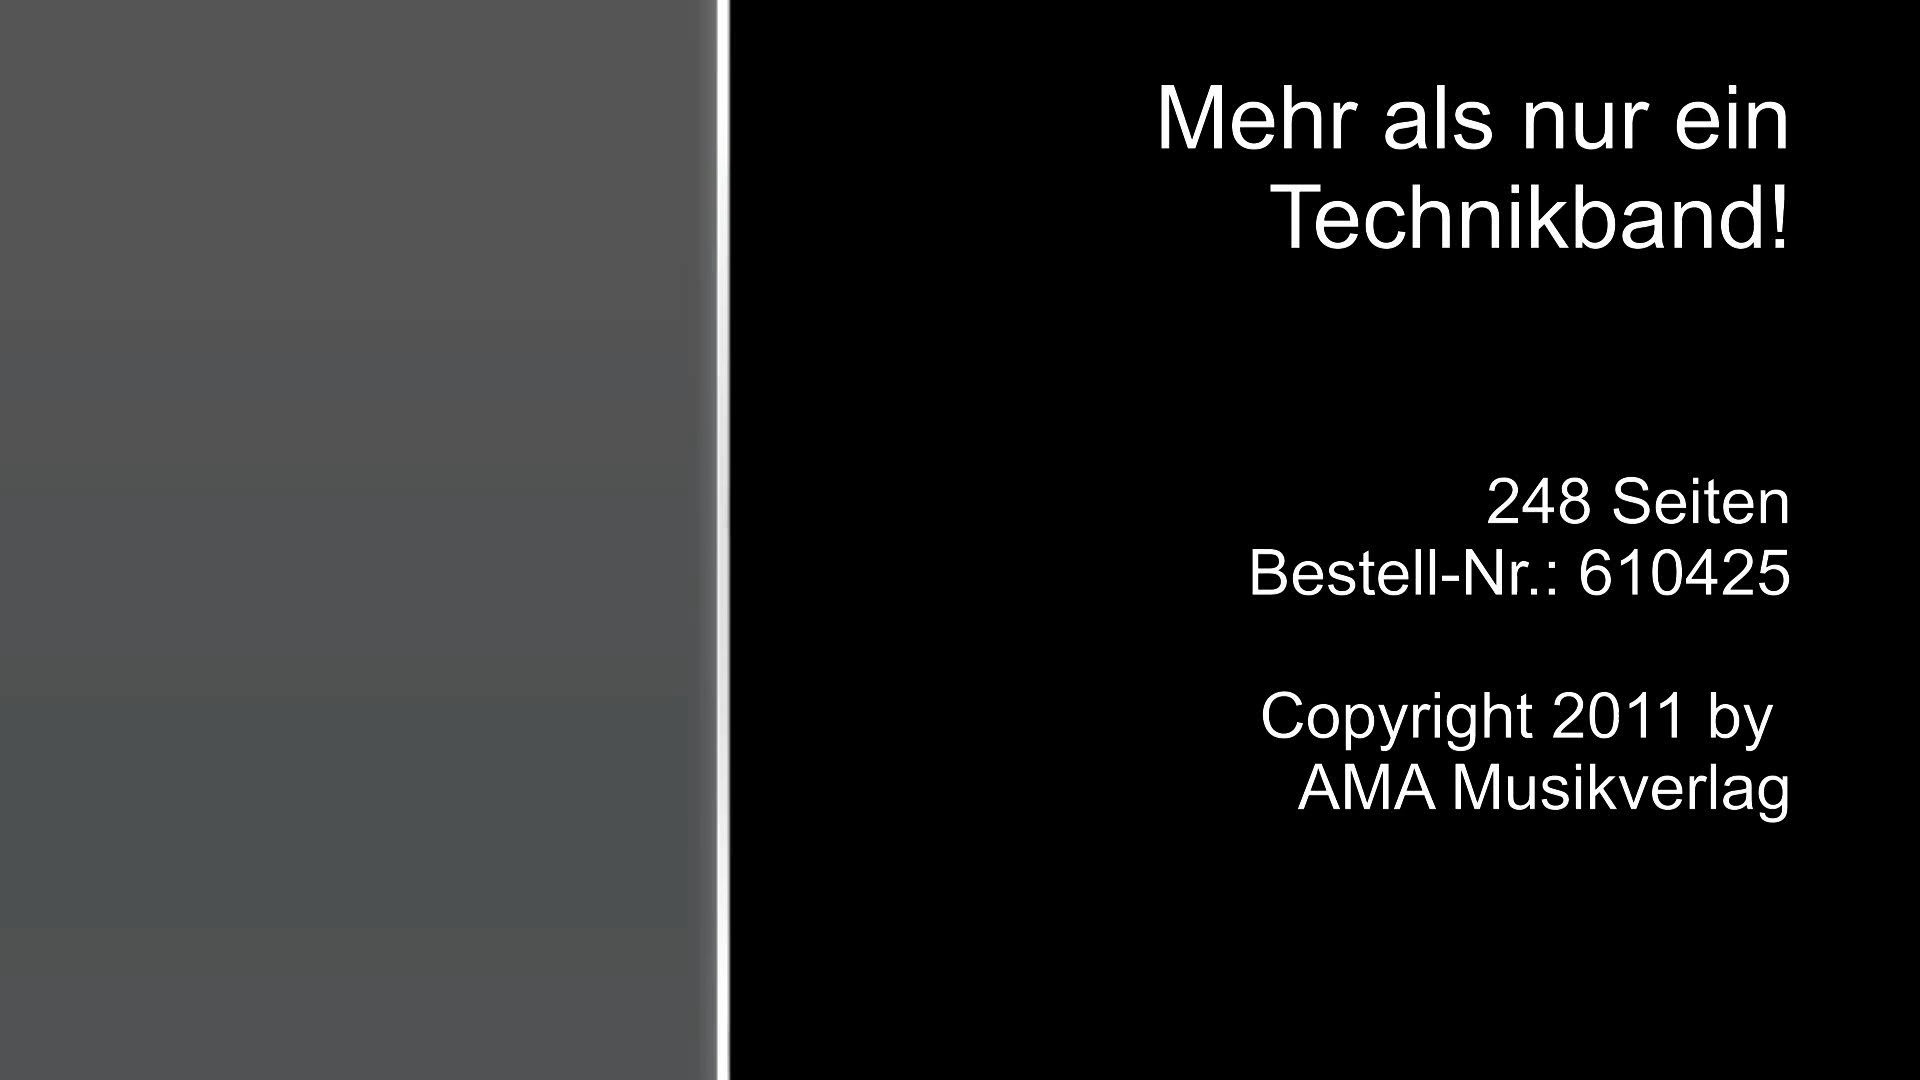 Mehr als nur ein
Technikband!
248 Seiten
Bestell-Nr.: 610425
Copyright 2011 by
AMA Musikverlag